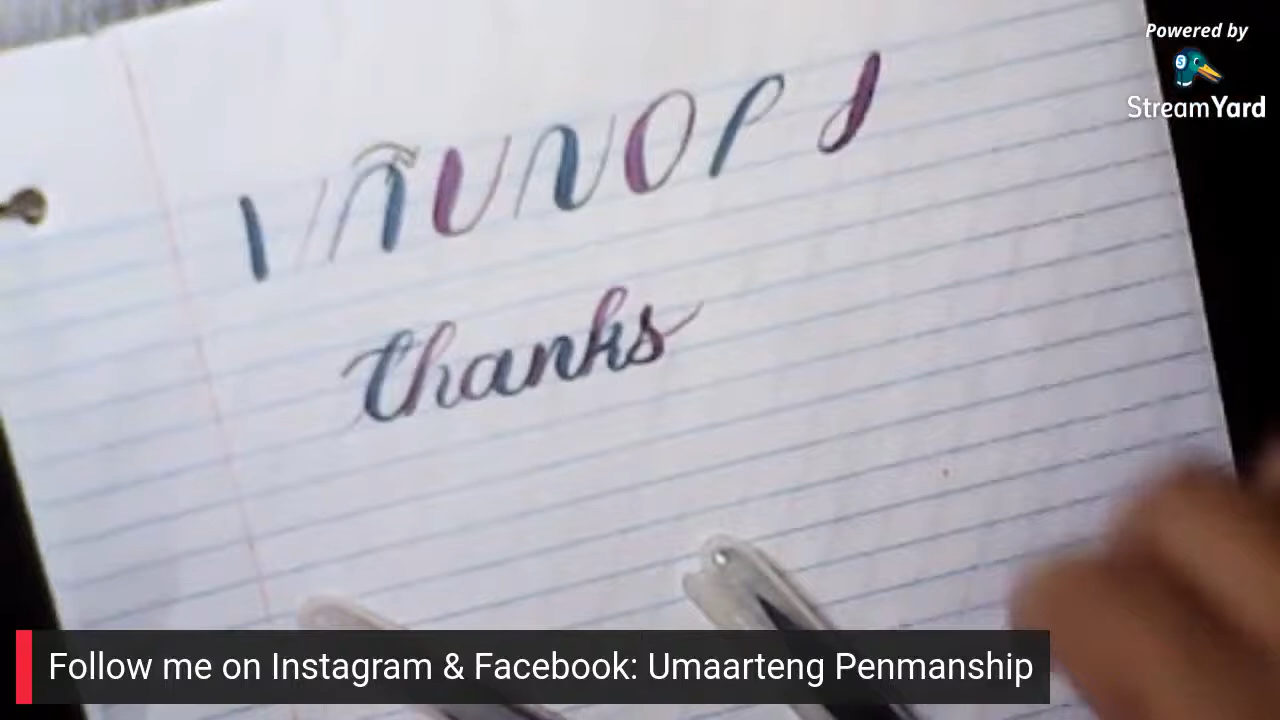 Powered by
StreamYard
thanks
Follow me on Instagram & Facebook: Umaarteng Penmanship